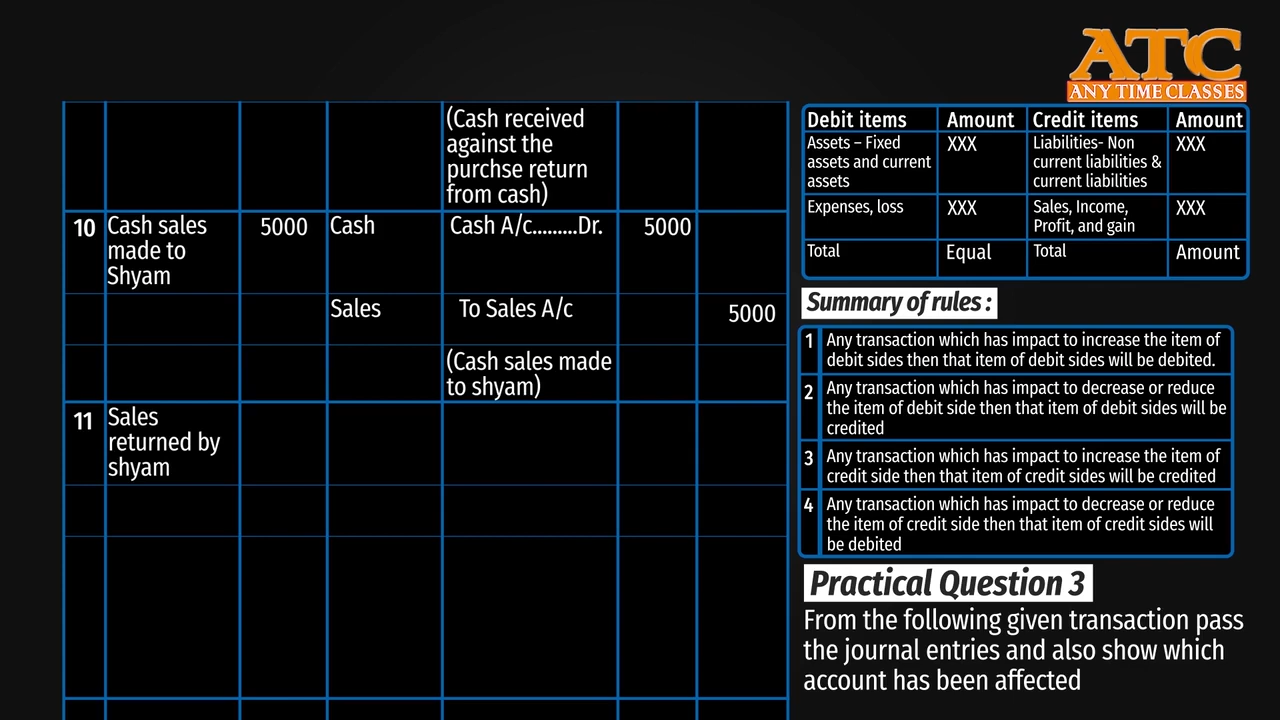 ATC
ANY TIME CLASSES
(Cash received
against the
purchse return
from cash)
10 Cash sales 5000 Cash Cash A/c.........Dr. 5000
made to
Shyam
Sales To Sales A/c 5000
(Cash sales made
to shyam)
11 Sales
returned by
shyam
Debit items Amount Credit items Amount
Assets – Fixed XXX Liabilities- Non XXX
assets and current current liabilities &
assets current liabilities
Expenses, loss XXX Sales, Income, XXX
Profit, and gain
Total Equal Total Amount
Summary of rules :
1 Any transaction which has impact to increase the item of
debit sides then that item of debit sides will be debited.
2 Any transaction which has impact to decrease or reduce
the item of debit side then that item of debit sides will be
credited
3 Any transaction which has impact to increase the item of
credit side then that item of credit sides will be credited
4 Any transaction which has impact to decrease or reduce
the item of credit side then that item of credit sides will
be debited
Practical Question 3
From the following given transaction pass
the journal entries and also show which
account has been affected